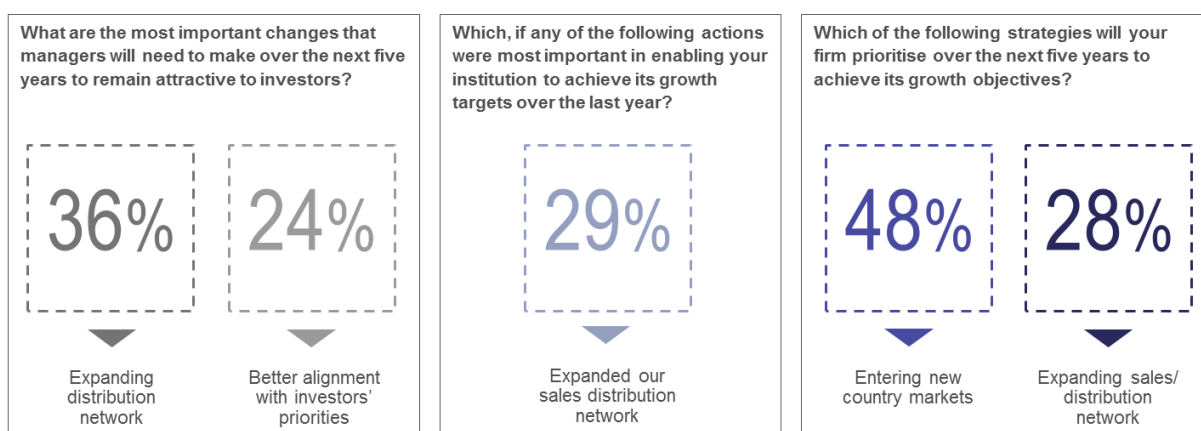 What are the most important changes that
managers will need to make over the next five
years to remain attractive to investors?
36%
24%
Expanding
distribution
network
Better alignment
with investors'
priorities
Which, if any of the following actions
were most important in enabling your
institution to achieve its growth
targets over the last year?
29%
Expanded our
sales distribution
network
Which of the following strategies will your
firm prioritise over the next five years to
achieve its growth objectives?
48%
28%
Entering new
country markets
Expanding sales/
distribution
network